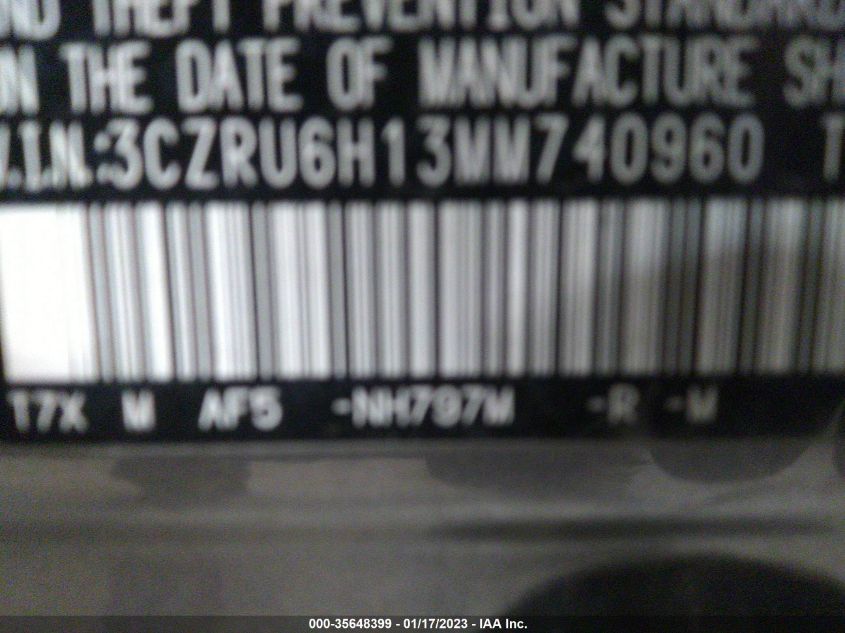 ND THEFT PREVENTION STANDARD
ON THE DATE OF MANUFACTURE SH
V.I.N.:3CZRU6H13MM740960 T
T7X M AF5 -NH797M -R -M
000-35648399 - 01/17/2023 - IAA Inc.